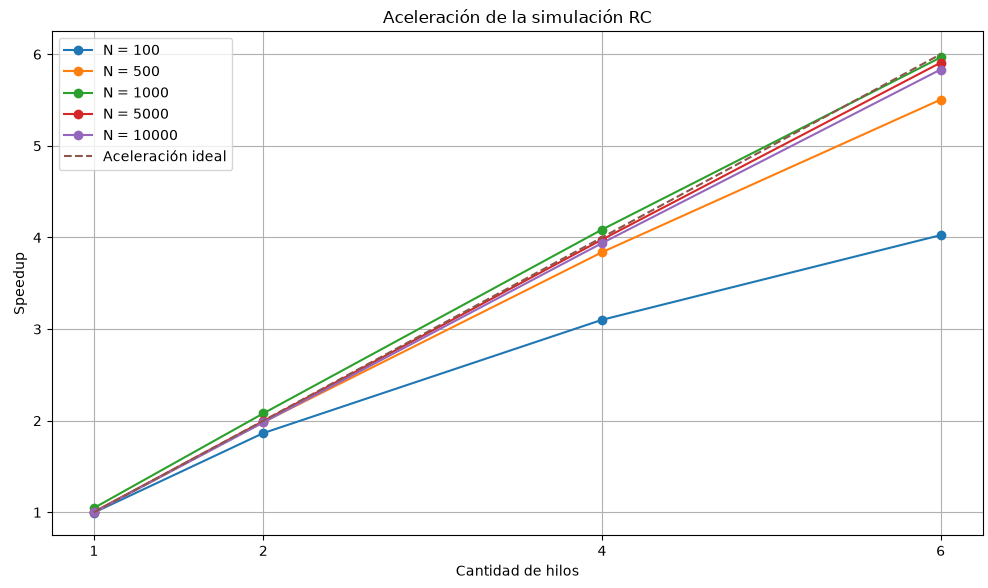 Aceleración de la simulación RC
N = 100
N = 500
N = 1000
N = 5000
N = 10000
Aceleración ideal
Speedup
6
5
4
3
2
1
1 2 4 6
Cantidad de hilos